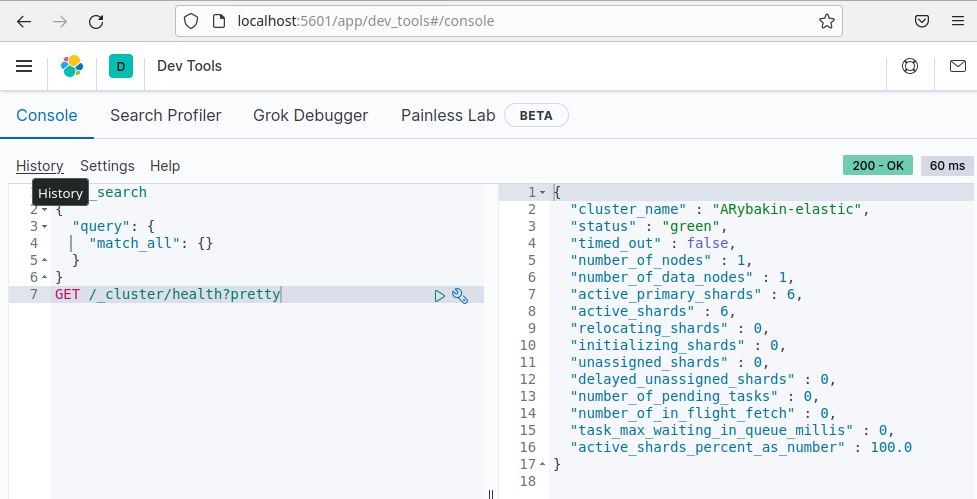 localhost:5601/app/dev_tools#/console
D Dev Tools
Console Search Profiler Grok Debugger Painless Lab BETA
History Settings Help 200 - OK 60 ms
History
_search
2 {
3 "query": {
4 "match_all": {}
5 }
6 }
7 GET /_cluster/health?pretty
1 {
2 "cluster_name" : "ARybakin-elastic",
3 "status" : "green",
4 "timed_out" : false,
5 "number_of_nodes" : 1,
6 "number_of_data_nodes" : 1,
7 "active_primary_shards" : 6,
8 "active_shards" : 6,
9 "relocating_shards" : 0,
10 "initializing_shards" : 0,
11 "unassigned_shards" : 0,
12 "delayed_unassigned_shards" : 0,
13 "number_of_pending_tasks" : 0,
14 "number_of_in_flight_fetch" : 0,
15 "task_max_waiting_in_queue_millis" : 0,
16 "active_shards_percent_as_number" : 100.0
17 }
18